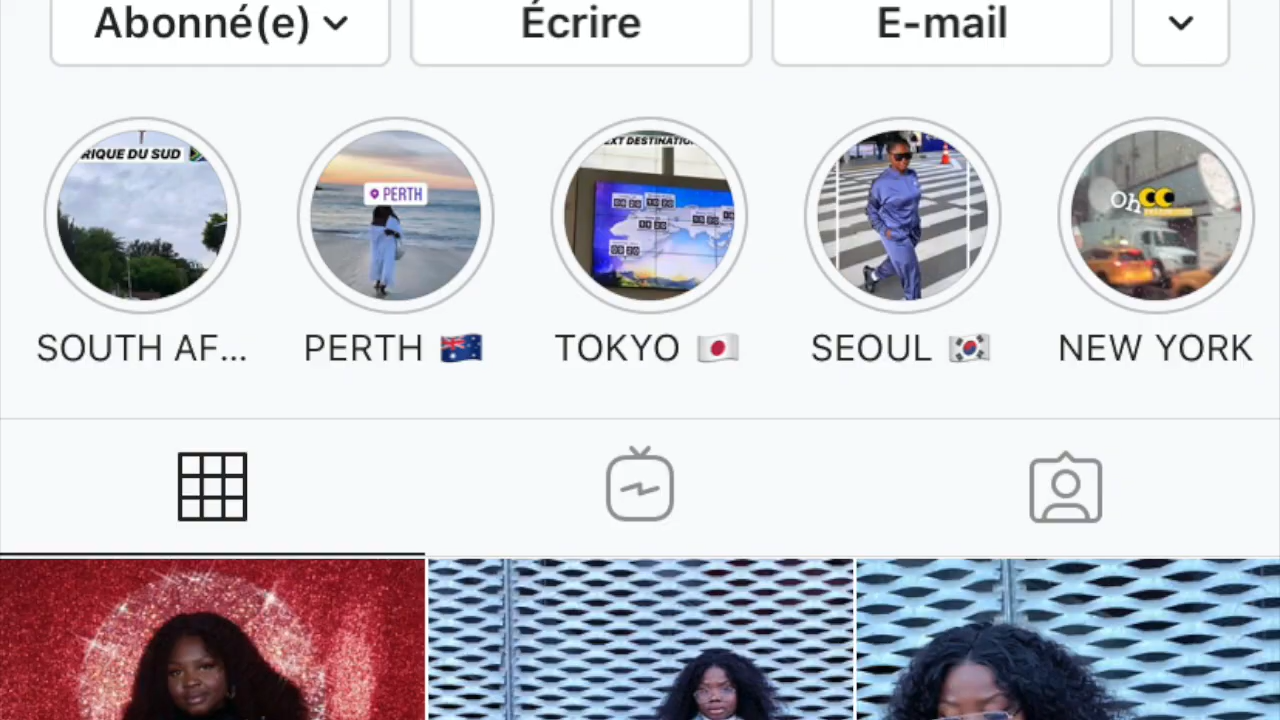 Abonné(e)
Écrire
E-mail
RIQUE DU SUD
PERTH
EXT DESTINATIO
Oh
SOUTH AF...
PERTH
TOKYO
SEOUL
NEW YORK